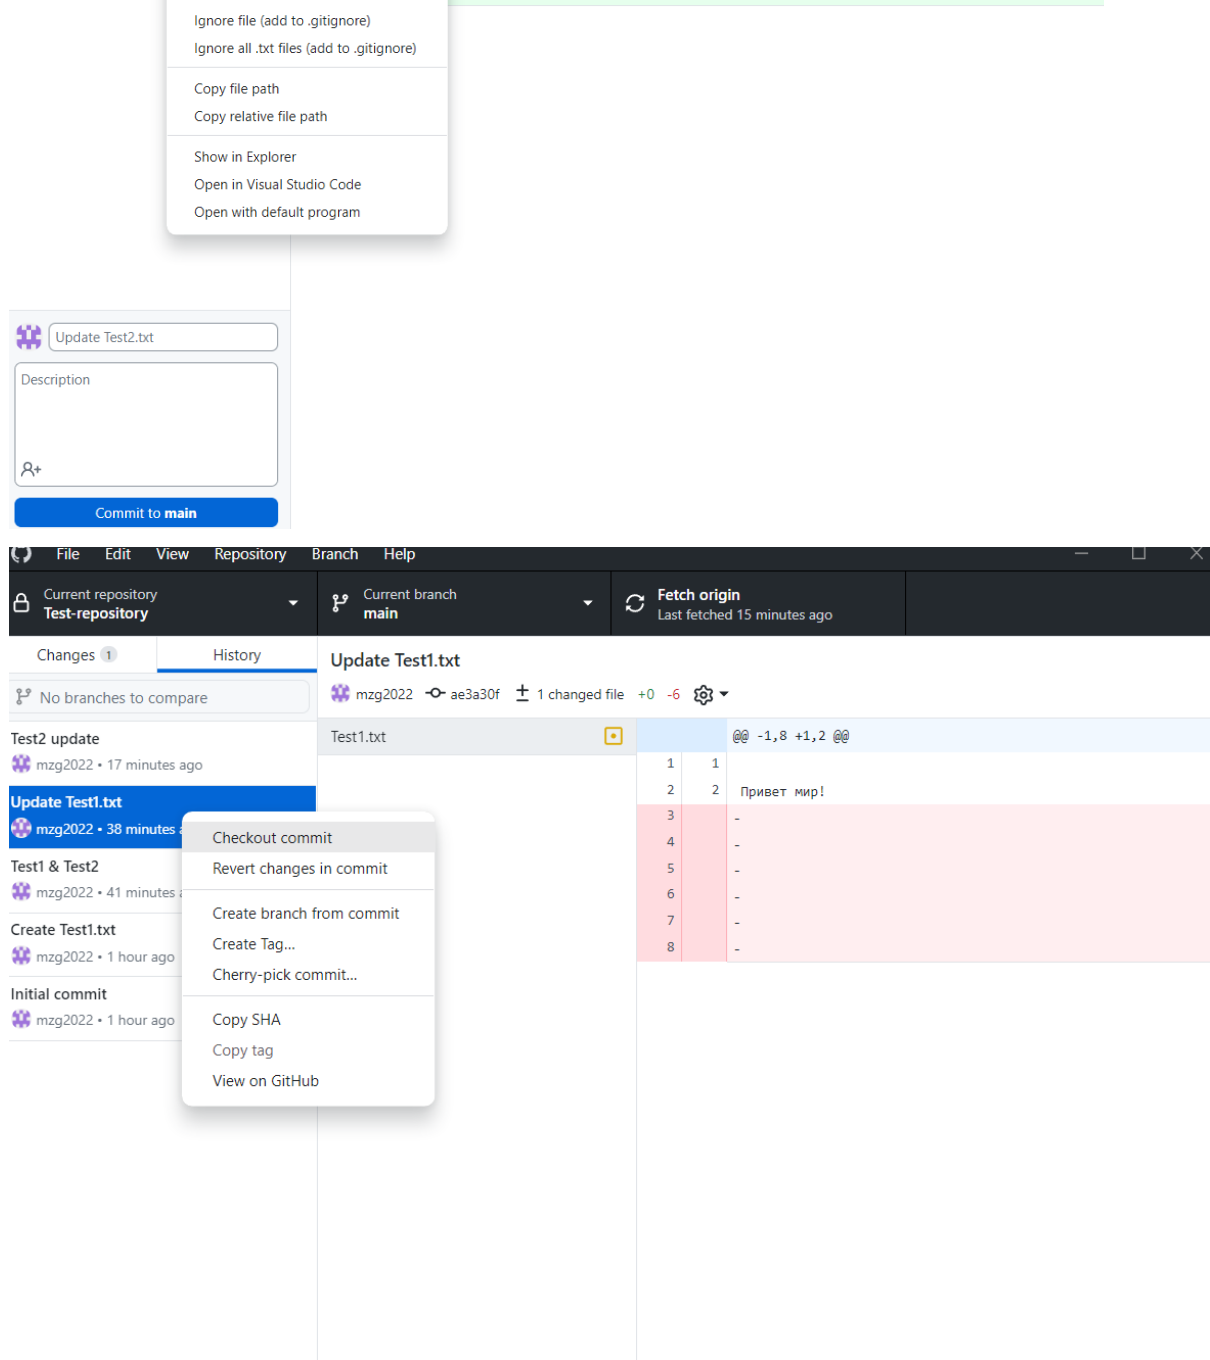 Ignore file (add to .gitignore)
Ignore all .txt files (add to .gitignore)
Copy file path
Copy relative file path
Show in Explorer
Open in Visual Studio Code
Open with default program
Update Test2.txt
Description
Commit to main
File Edit View Repository Branch Help
Current repository
Test-repository
Current branch
main
Fetch origin
Last fetched 15 minutes ago
Changes 1 History
No branches to compare
Test2 update
mzg2022 • 17 minutes ago
Update Test1.txt
mzg2022 • 38 minutes a
Test1 & Test2
mzg2022 • 41 minutes a
Create Test1.txt
mzg2022 • 1 hour ago
Initial commit
mzg2022 • 1 hour ago
Checkout commit
Revert changes in commit
Create branch from commit
Create Tag...
Cherry-pick commit...
Copy SHA
Copy tag
View on GitHub
Update Test1.txt
mzg2022 ae3a30f 1 changed file +0 -6
Test1.txt
@@ -1,8 +1,2 @@
1 1
2 2 Привет мир!
3 -
4 -
5 -
6 -
7 -
8 -